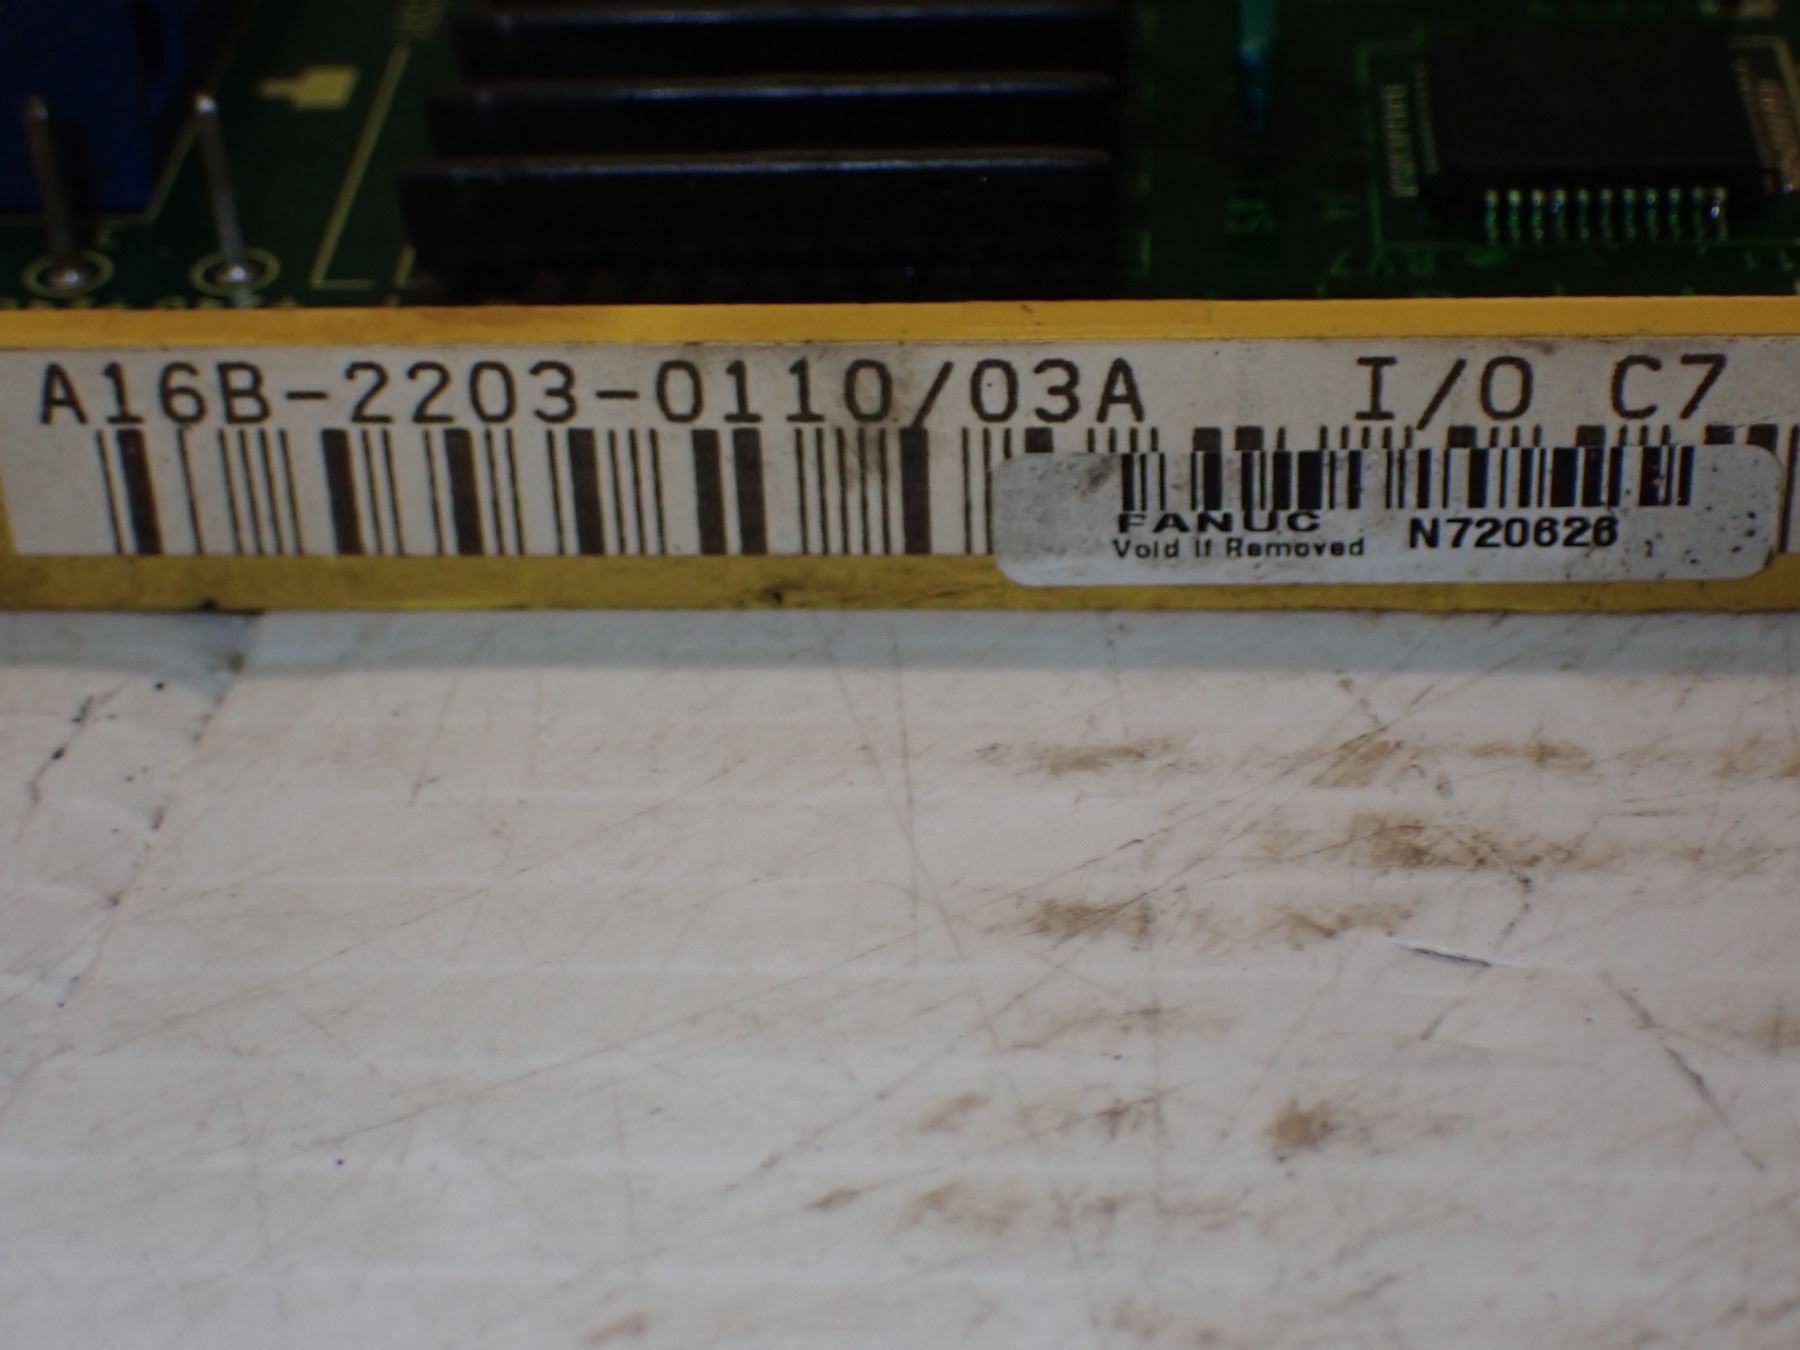 A16B-2203-0110/03A I/O C7
FANUC N720626
Void If Removed